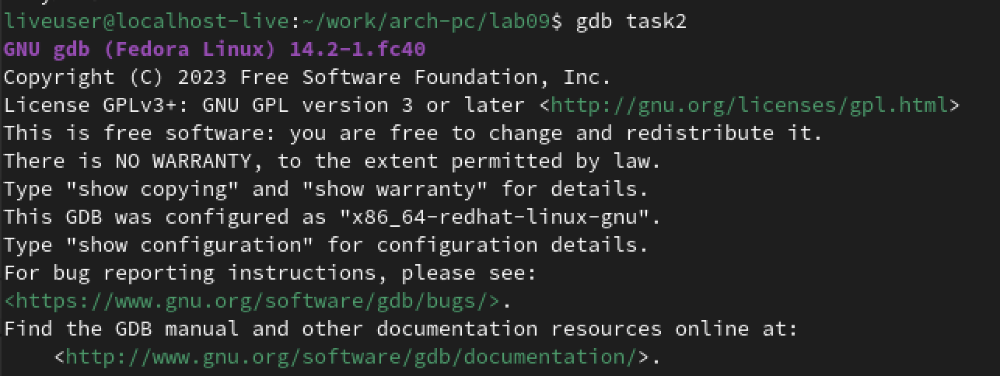 liveuser@localhost-live:~/work/arch-pc/lab09$ gdb task2
GNU gdb (Fedora Linux) 14.2-1.fc40
Copyright (C) 2023 Free Software Foundation, Inc.
License GPLv3+: GNU GPL version 3 or later <http://gnu.org/licenses/gpl.html>
This is free software: you are free to change and redistribute it.
There is NO WARRANTY, to the extent permitted by law.
Type "show copying" and "show warranty" for details.
This GDB was configured as "x86_64-redhat-linux-gnu".
Type "show configuration" for configuration details.
For bug reporting instructions, please see:
<https://www.gnu.org/software/gdb/bugs/>.
Find the GDB manual and other documentation resources online at:
    <http://www.gnu.org/software/gdb/documentation/>.